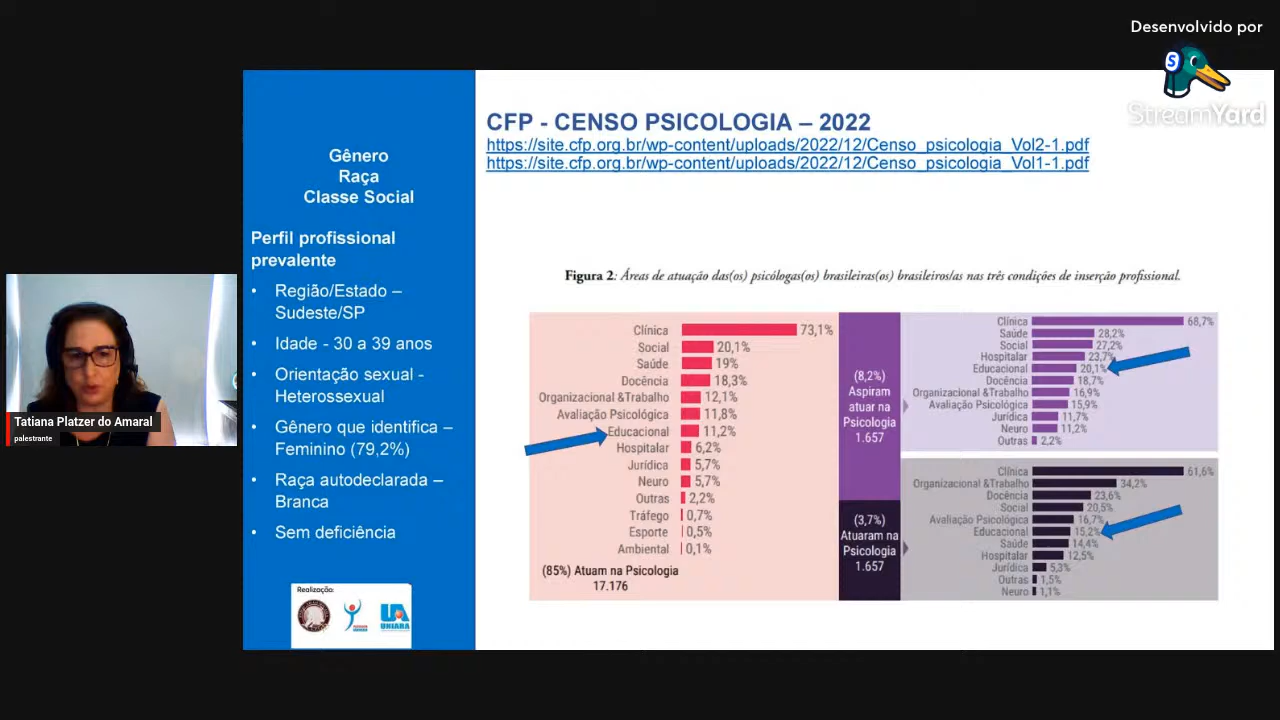 Desenvolvido por
StreamYard
Gênero
Raça
Classe Social
Perfil profissional
prevalente
• Região/Estado –
Sudeste/SP
• Idade - 30 a 39 anos
• Orientação sexual -
Heterossexual
• Gênero que identifica –
Feminino (79,2%)
• Raça autodeclarada –
Branca
• Sem deficiência
Realização:
UNIARA
CFP - CENSO PSICOLOGIA – 2022
https://site.cfp.org.br/wp-content/uploads/2022/12/Censo_psicologia_Vol2-1.pdf
https://site.cfp.org.br/wp-content/uploads/2022/12/Censo_psicologia_Vol1-1.pdf
Figura 2: Áreas de atuação das(os) psicólogas(os) brasileiras(os) brasileiros/as nas três condições de inserção profissional.
Clínica 73,1%
Social 20,1%
Saúde 19%
Docência 18,3%
Organizacional &Trabalho 12,1%
Avaliação Psicológica 11,8%
Educacional 11,2%
Hospitalar 6,2%
Jurídica 5,7%
Neuro 5,7%
Outras 2,2%
Tráfego 0,7%
Esporte 0,5%
Ambiental 0,1%
(85%) Atuam na Psicologia
17.176
(8,2%)
Aspiram
atuar na
Psicologia
1.657
Clínica 68,7%
Saúde 28,2%
Social 27,2%
Hospitalar 23,7%
Educacional 20,1%
Docência 18,7%
Organizacional &Trabalho 16,9%
Avaliação Psicológica 15,9%
Jurídica 11,7%
Neuro 11,2%
Outras 2,2%
(3,7%)
Atuaram na
Psicologia
1.657
Clínica 61,6%
Organizacional &Trabalho 34,2%
Docência 23,6%
Social 20,5%
Avaliação Psicológica 16,7%
Educacional 15,2%
Saúde 14,4%
Hospitalar 12,5%
Jurídica 5,3%
Outras 1,5%
Neuro 1,1%
Tatiana Platzer do Amaral
palestrante